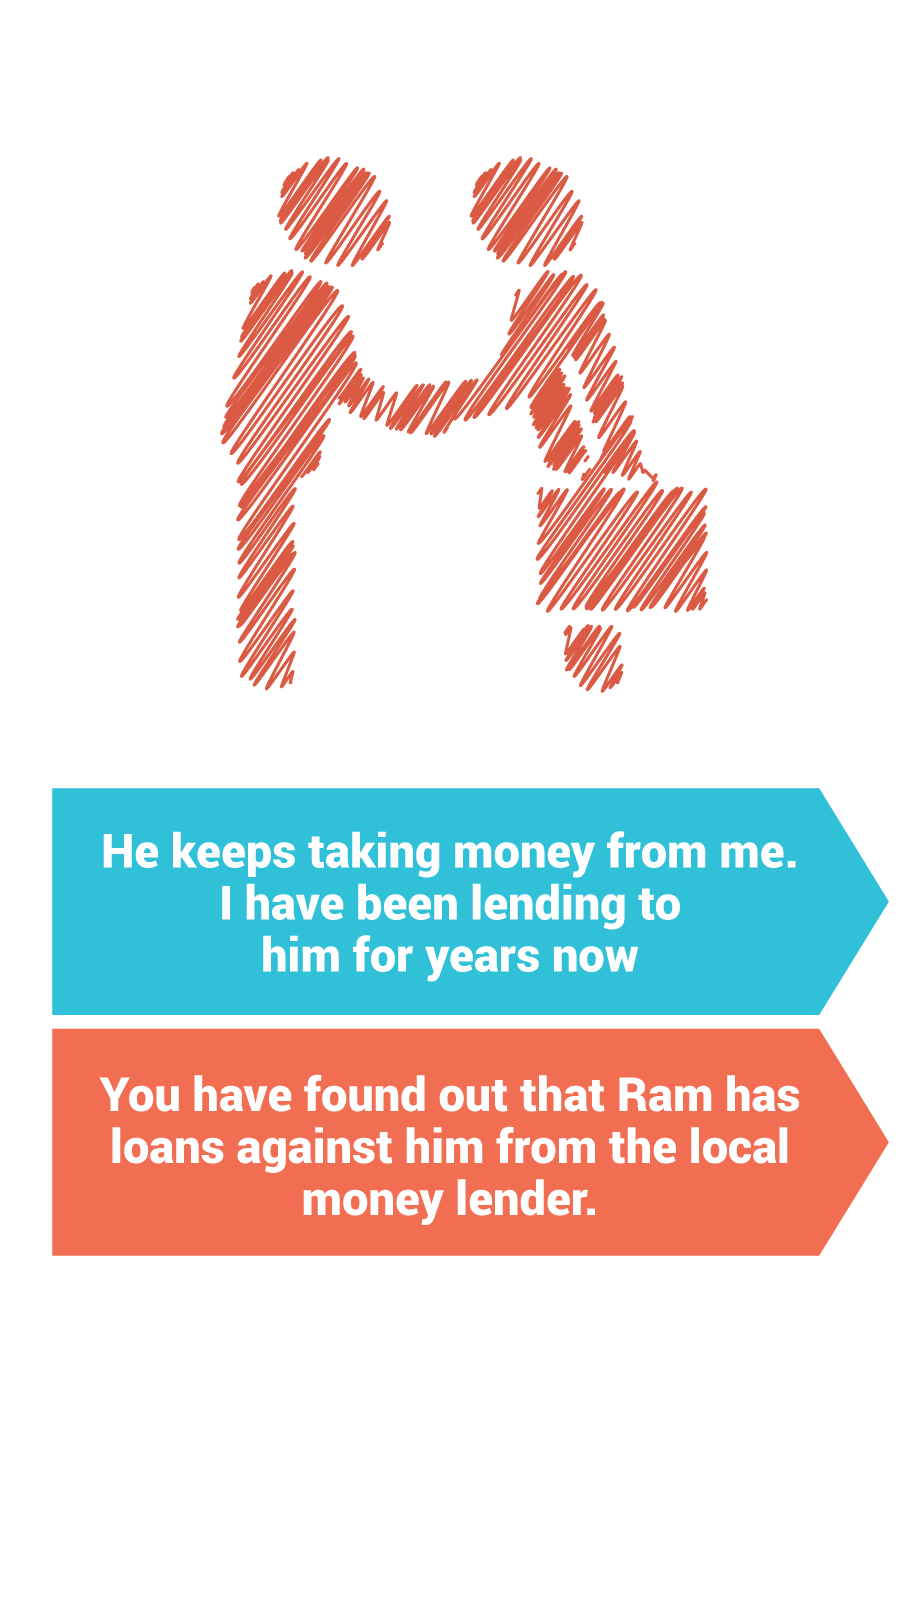 He keeps taking money from me.
I have been lending to
him for years now
You have found out that Ram has
loans against him from the local
money lender.